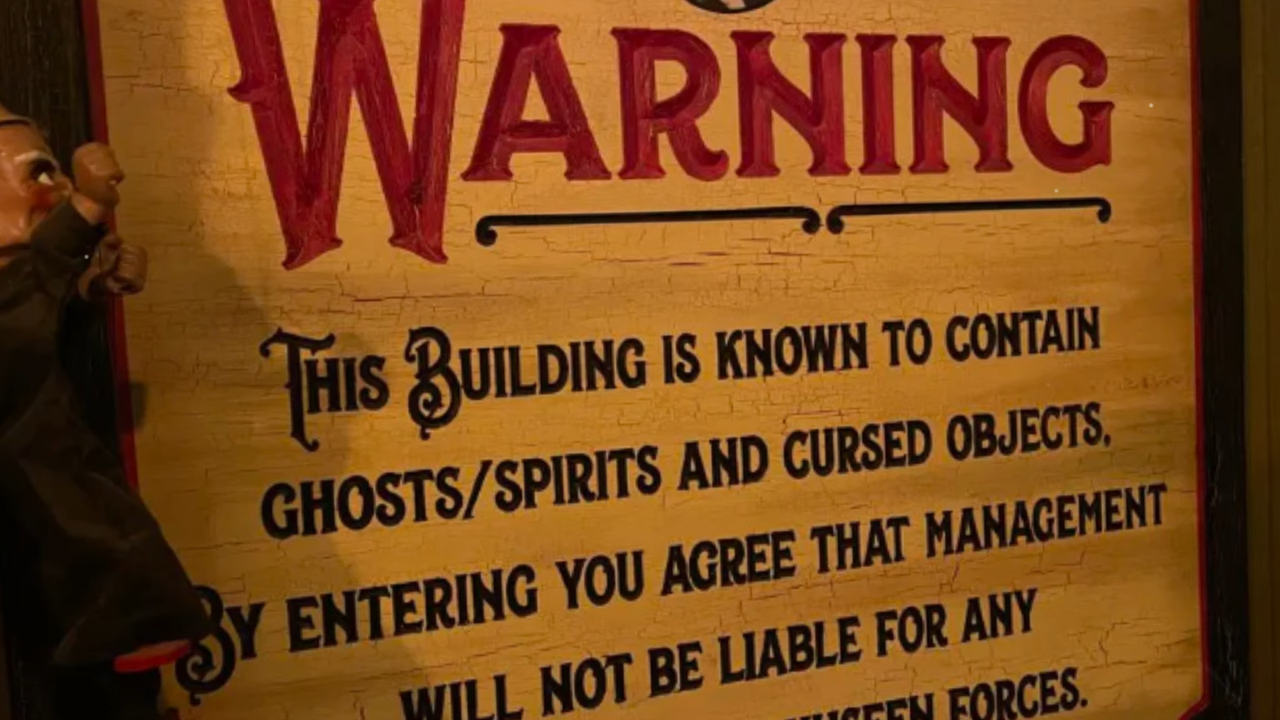 WARNING
THIS BUILDING IS KNOWN TO CONTAIN
GHOSTS/SPIRITS AND CURSED OBJECTS.
BY ENTERING YOU AGREE THAT MANAGEMENT
WILL NOT BE LIABLE FOR ANY
UNSEEN FORCES.